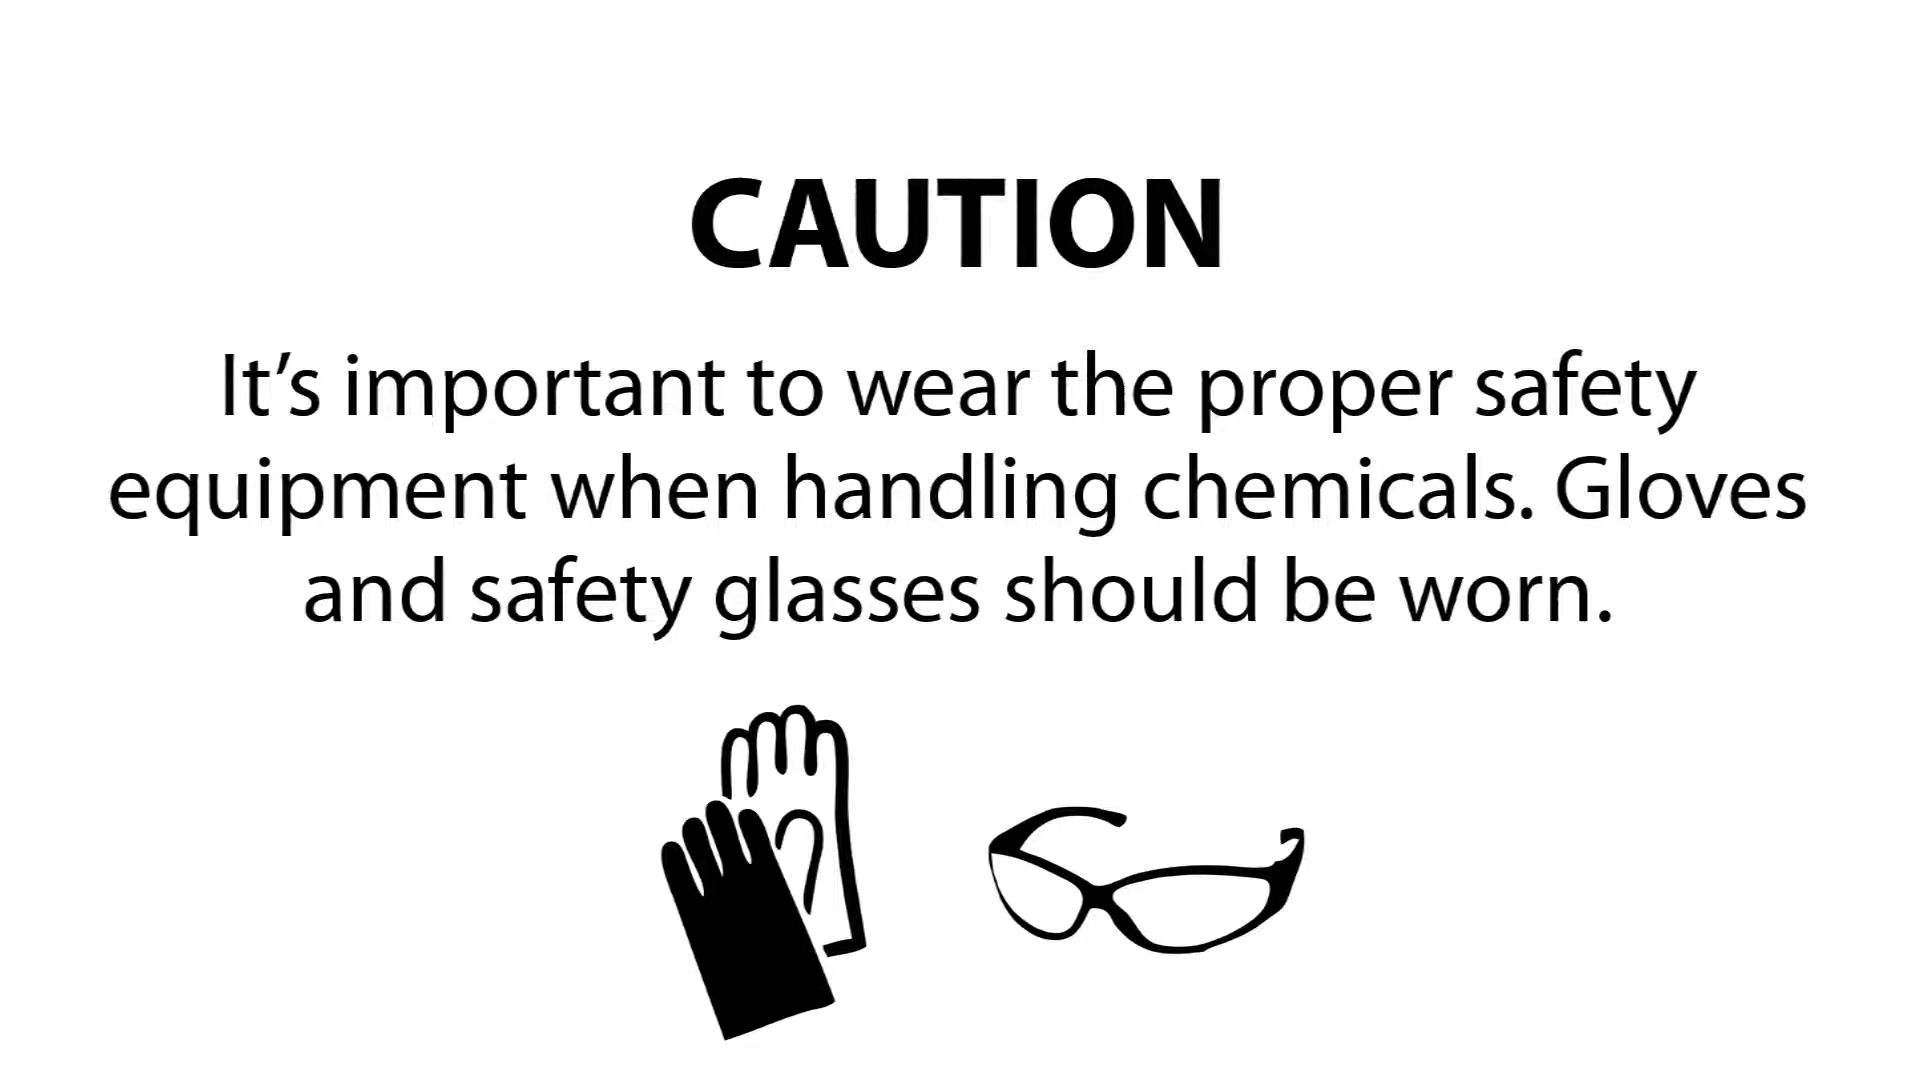 CAUTION
It’s important to wear the proper safety
equipment when handling chemicals. Gloves
and safety glasses should be worn.